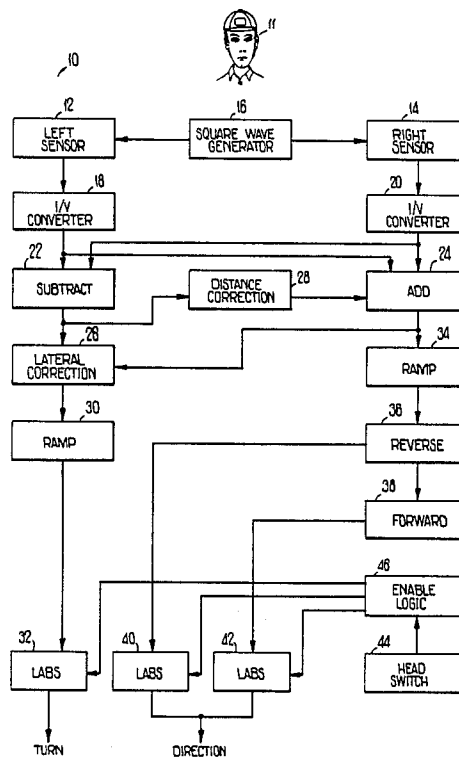 11
10
12
LEFT
SENSOR
16
SQUARE WAVE
GENERATOR
14
RIGHT
SENSOR
18
I/V
CONVERTER
20
I/V
CONVERTER
22
SUBTRACT
DISTANCE
CORRECTION
28
24
ADD
26
LATERAL
CORRECTION
34
RAMP
30
RAMP
36
REVERSE
38
FORWARD
46
ENABLE
LOGIC
32
LABS
40
LABS
42
LABS
44
HEAD
SWITCH
TURN
DIRECTION